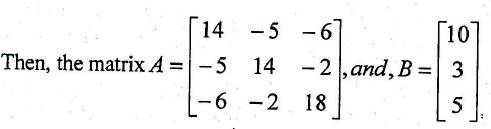 14 -5 -6 10
Then, the matrix A = -5 14 -2 ,and, B = 3
-6 -2 18 5